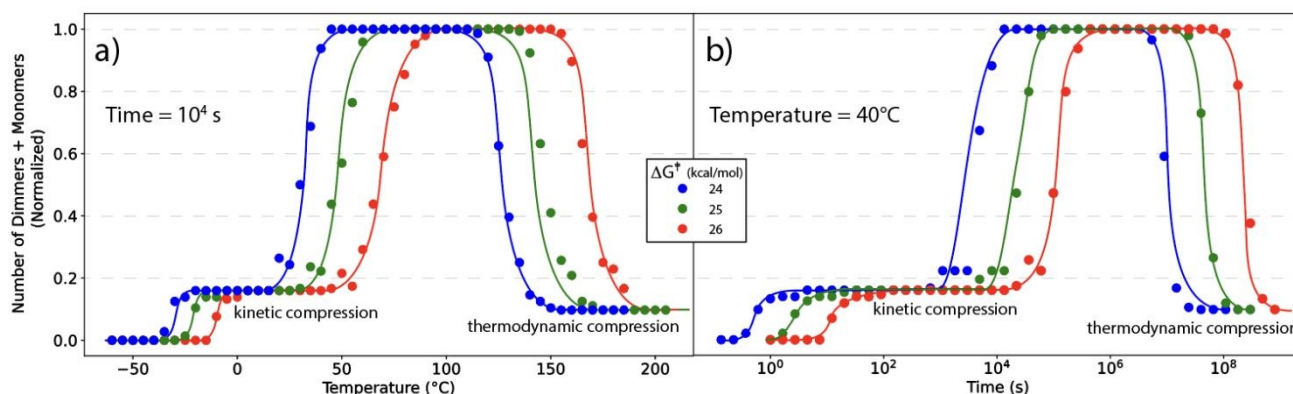 a)
Time = 10⁴ s
kinetic compression
thermodynamic compression
Number of Dimmers + Monomers
(Normalized)
1.0
0.8
0.6
0.4
0.2
0.0
−50
0
50
100
150
200
Temperature (°C)
ΔG‡ (kcal/mol)
24
25
26
b)
Temperature = 40°C
kinetic compression
thermodynamic compression
10⁰
10²
10⁴
10⁶
10⁸
Time (s)